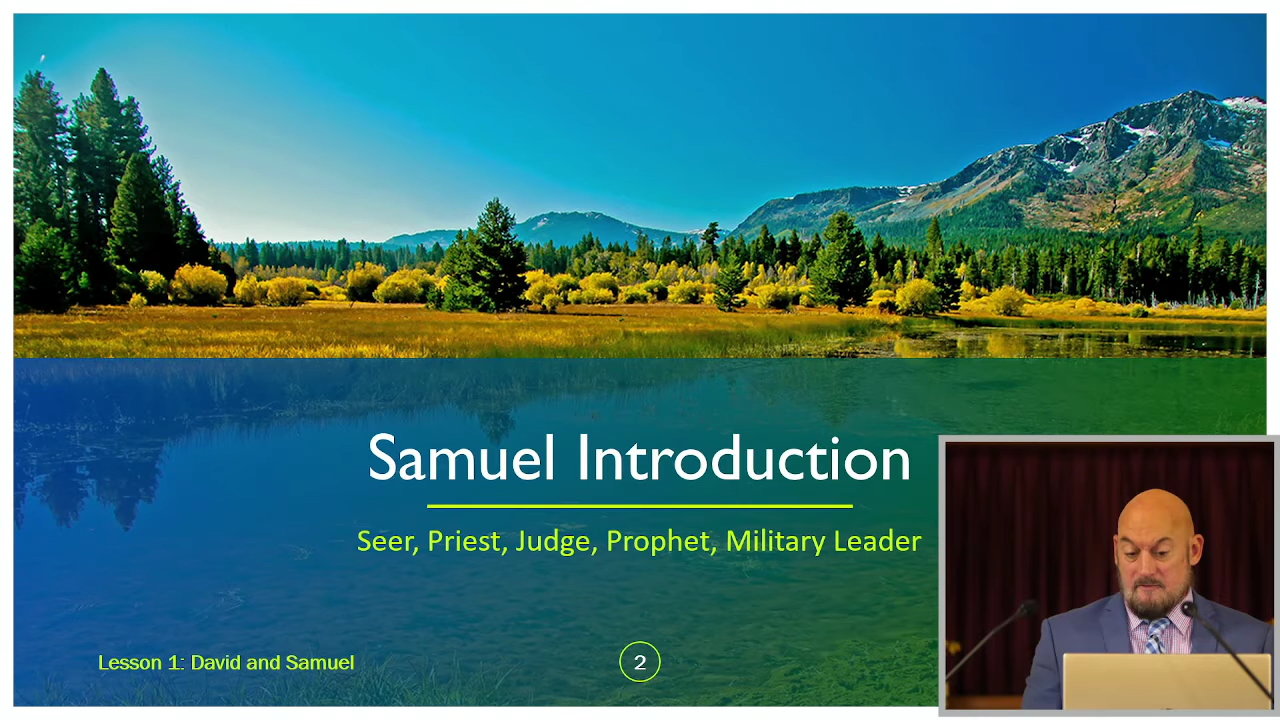 Samuel Introduction
Seer, Priest, Judge, Prophet, Military Leader
Lesson 1: David and Samuel
2